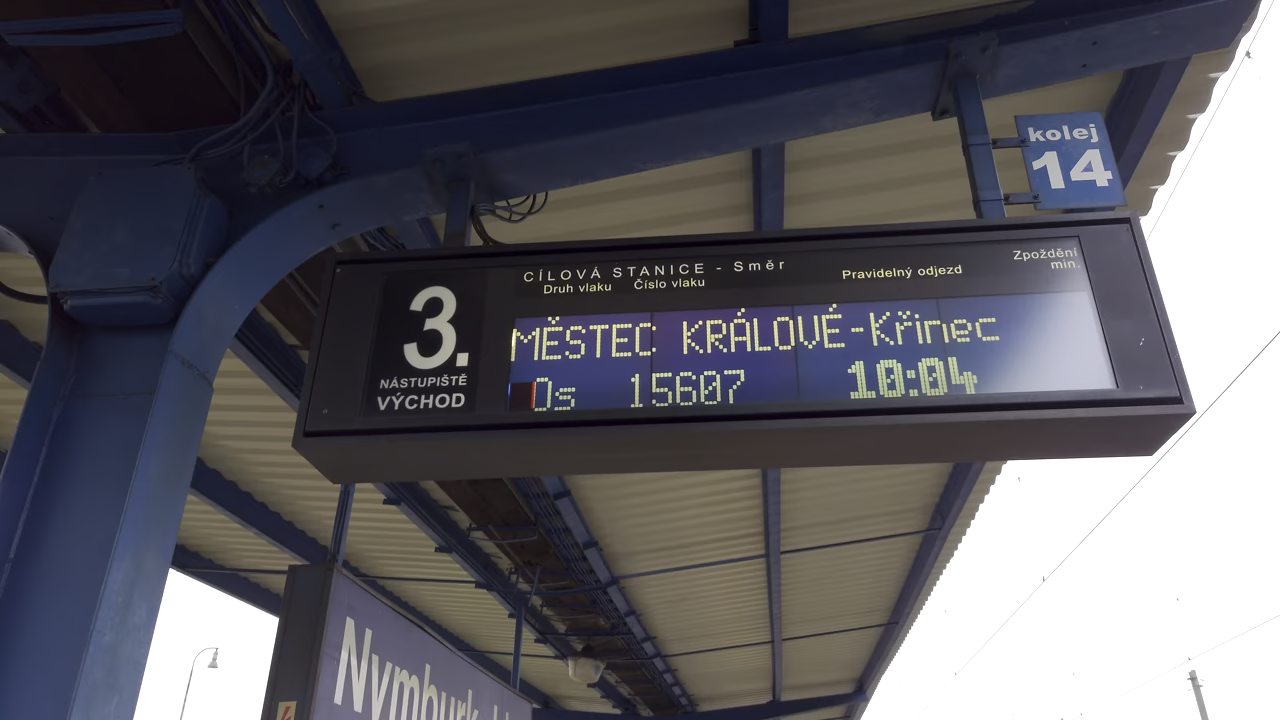 kolej
14
CÍLOVÁ STANICE - Směr
Druh vlaku Číslo vlaku
Pravidelný odjezd
Zpoždění
min.
3.
NÁSTUPIŠTĚ
VÝCHOD
MĚSTEC KRÁLOVÉ-Křinec
Os 15607 10:04
Nymburk